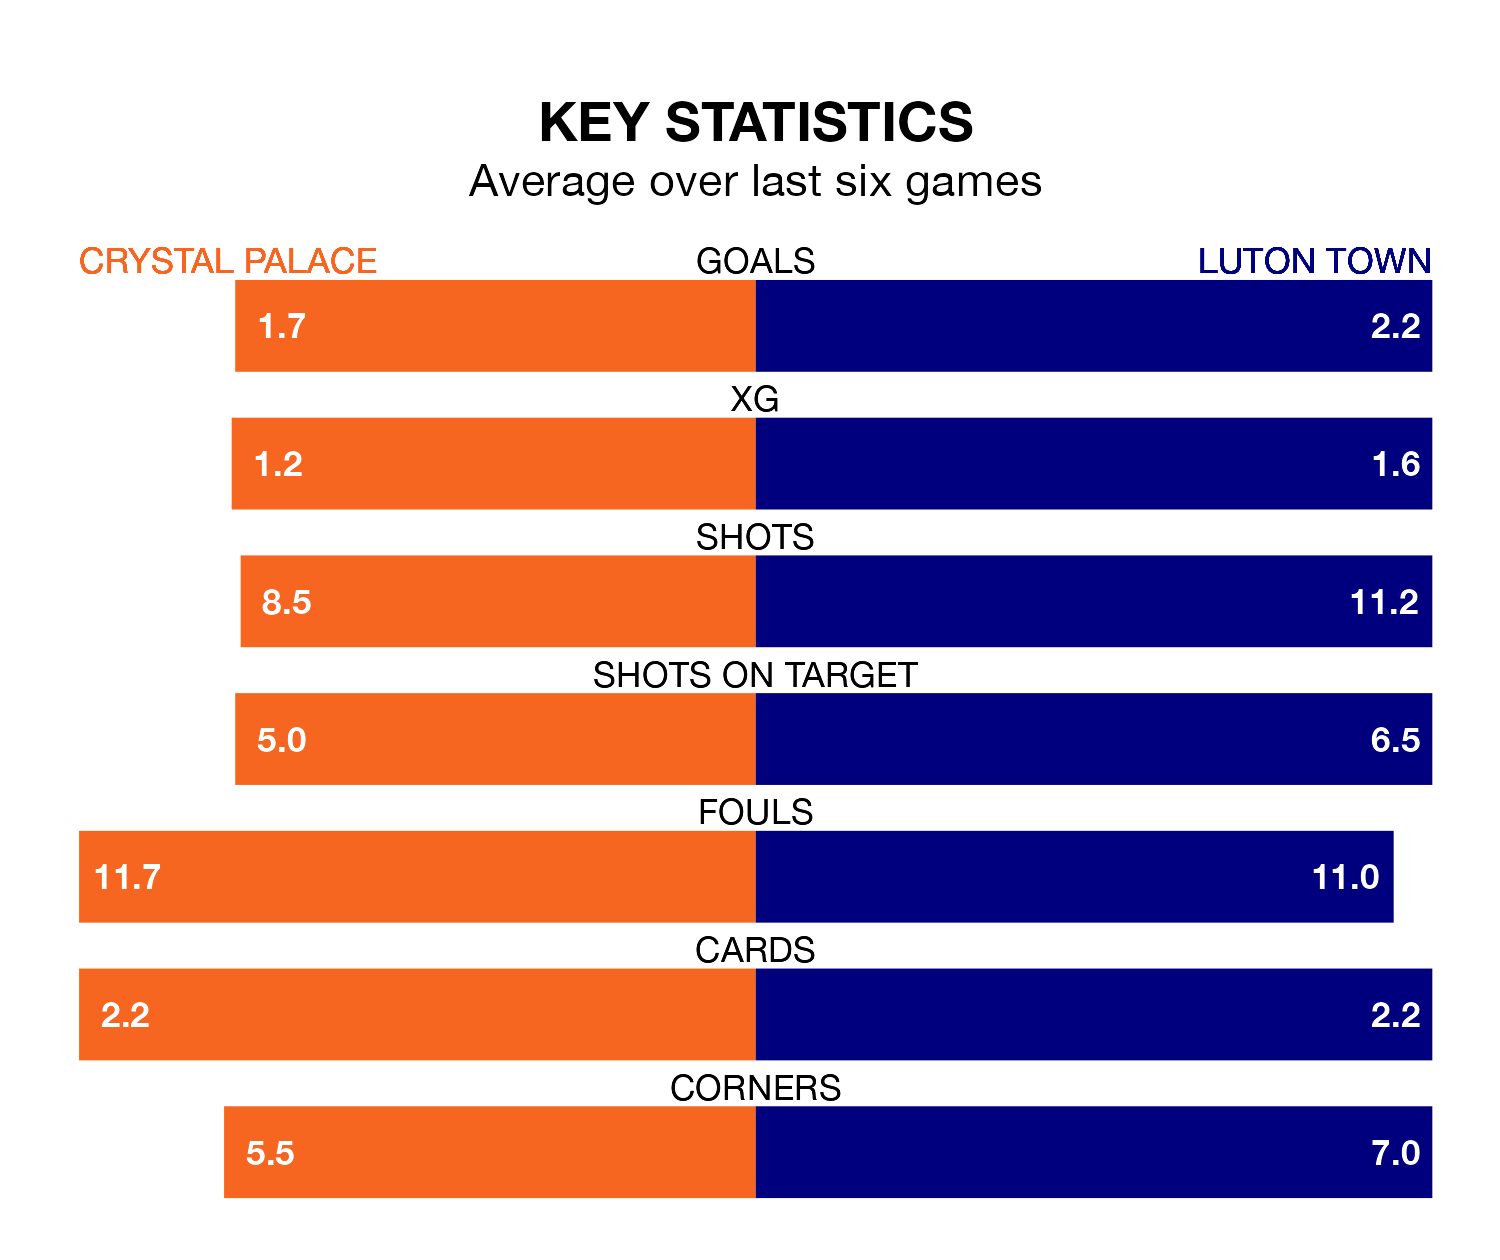 KEY STATISTICS
Average over last six games
CRYSTAL PALACE GOALS LUTON TOWN
1.7 2.2
XG
1.2 1.6
SHOTS
8.5 11.2
SHOTS ON TARGET
5.0 6.5
FOULS
11.7 11.0
CARDS
2.2 2.2
CORNERS
5.5 7.0